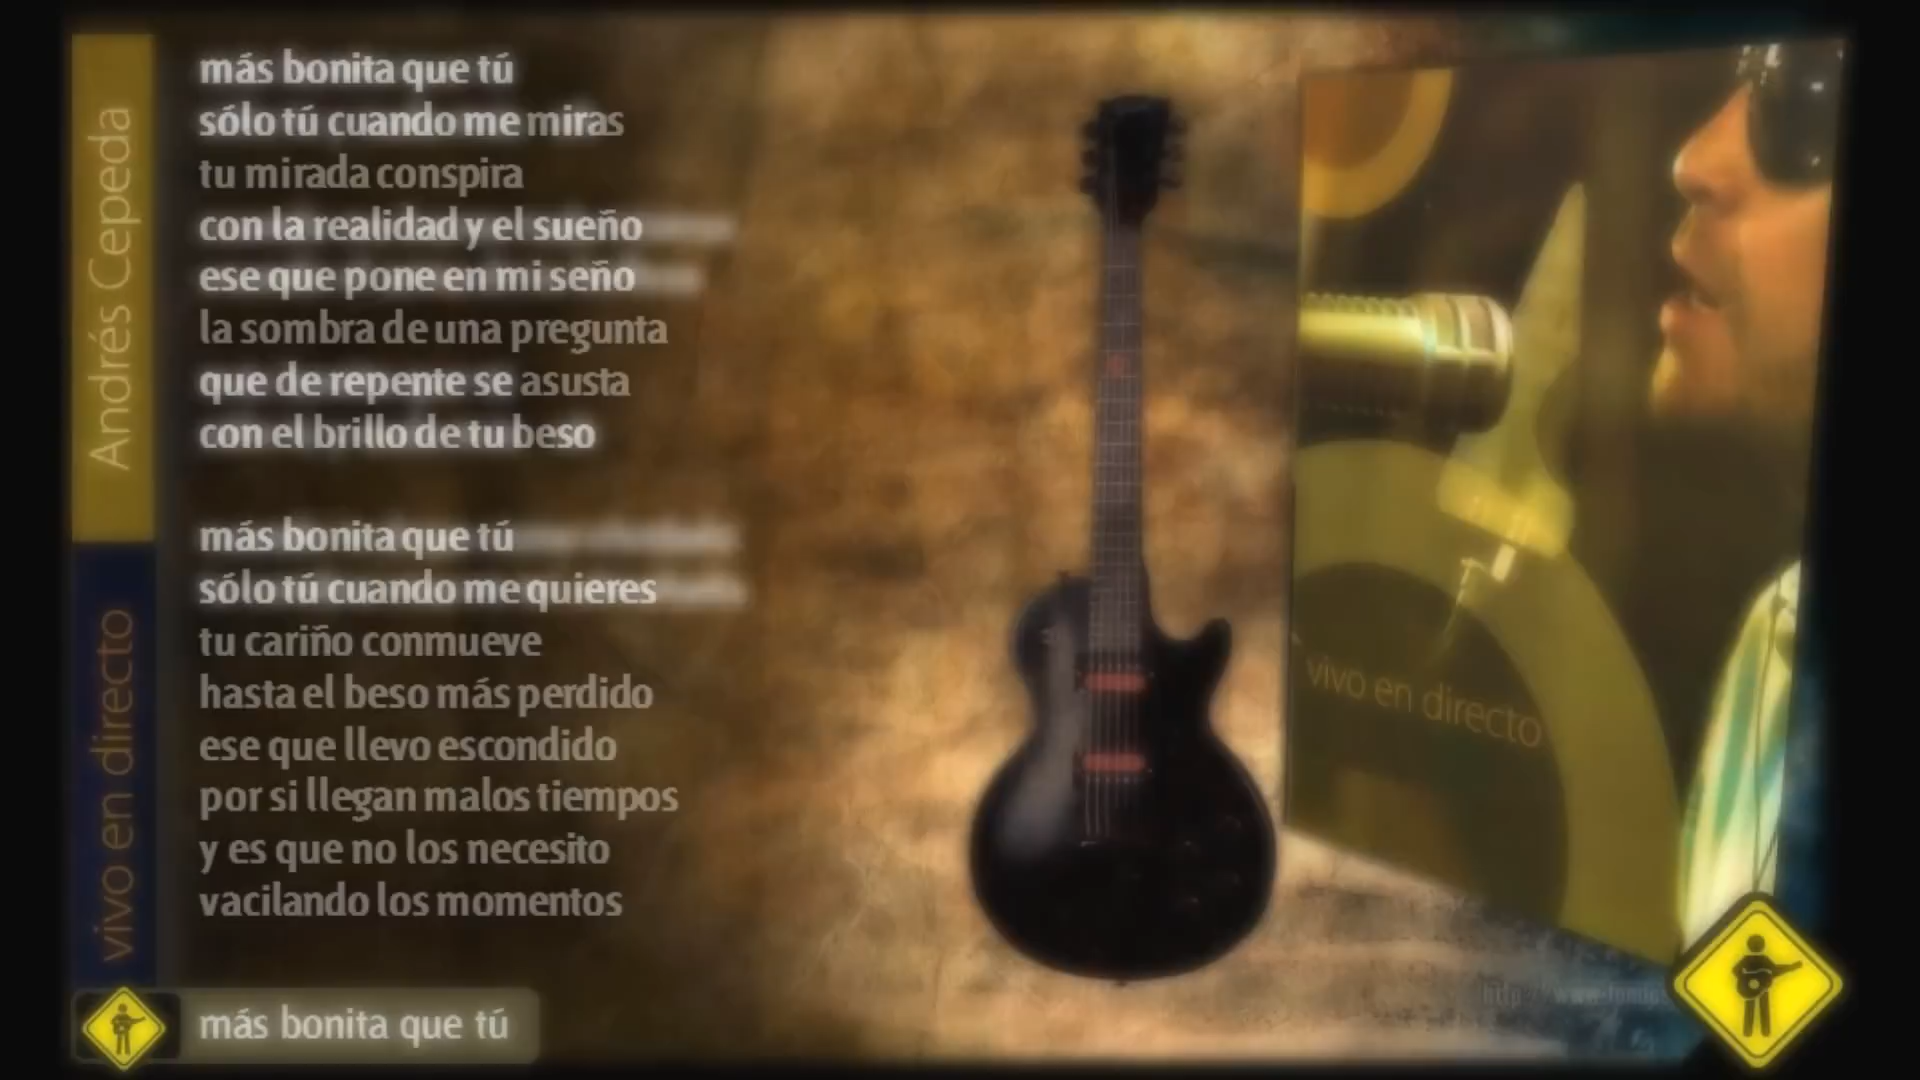 Andrés Cepeda
vivo en directo
más bonita que tú
sólo tú cuando me miras
tu mirada conspira
con la realidad y el sueño
ese que pone en mi seño
la sombra de una pregunta
que de repente se asusta
con el brillo de tu beso
más bonita que tú
sólo tú cuando me quieres
tu cariño conmueve
hasta el beso más perdido
ese que llevo escondido
por si llegan malos tiempos
y es que no los necesito
vacilando los momentos
más bonita que tú
vivo en directo